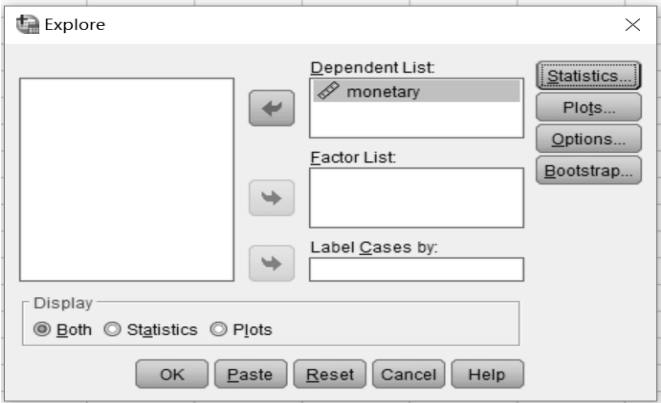 Explore
Dependent List:
monetary
Statistics...
Plots...
Options...
Bootstrap...
Factor List:
Label Cases by:
Display
Both Statistics Plots
OK Paste Reset Cancel Help